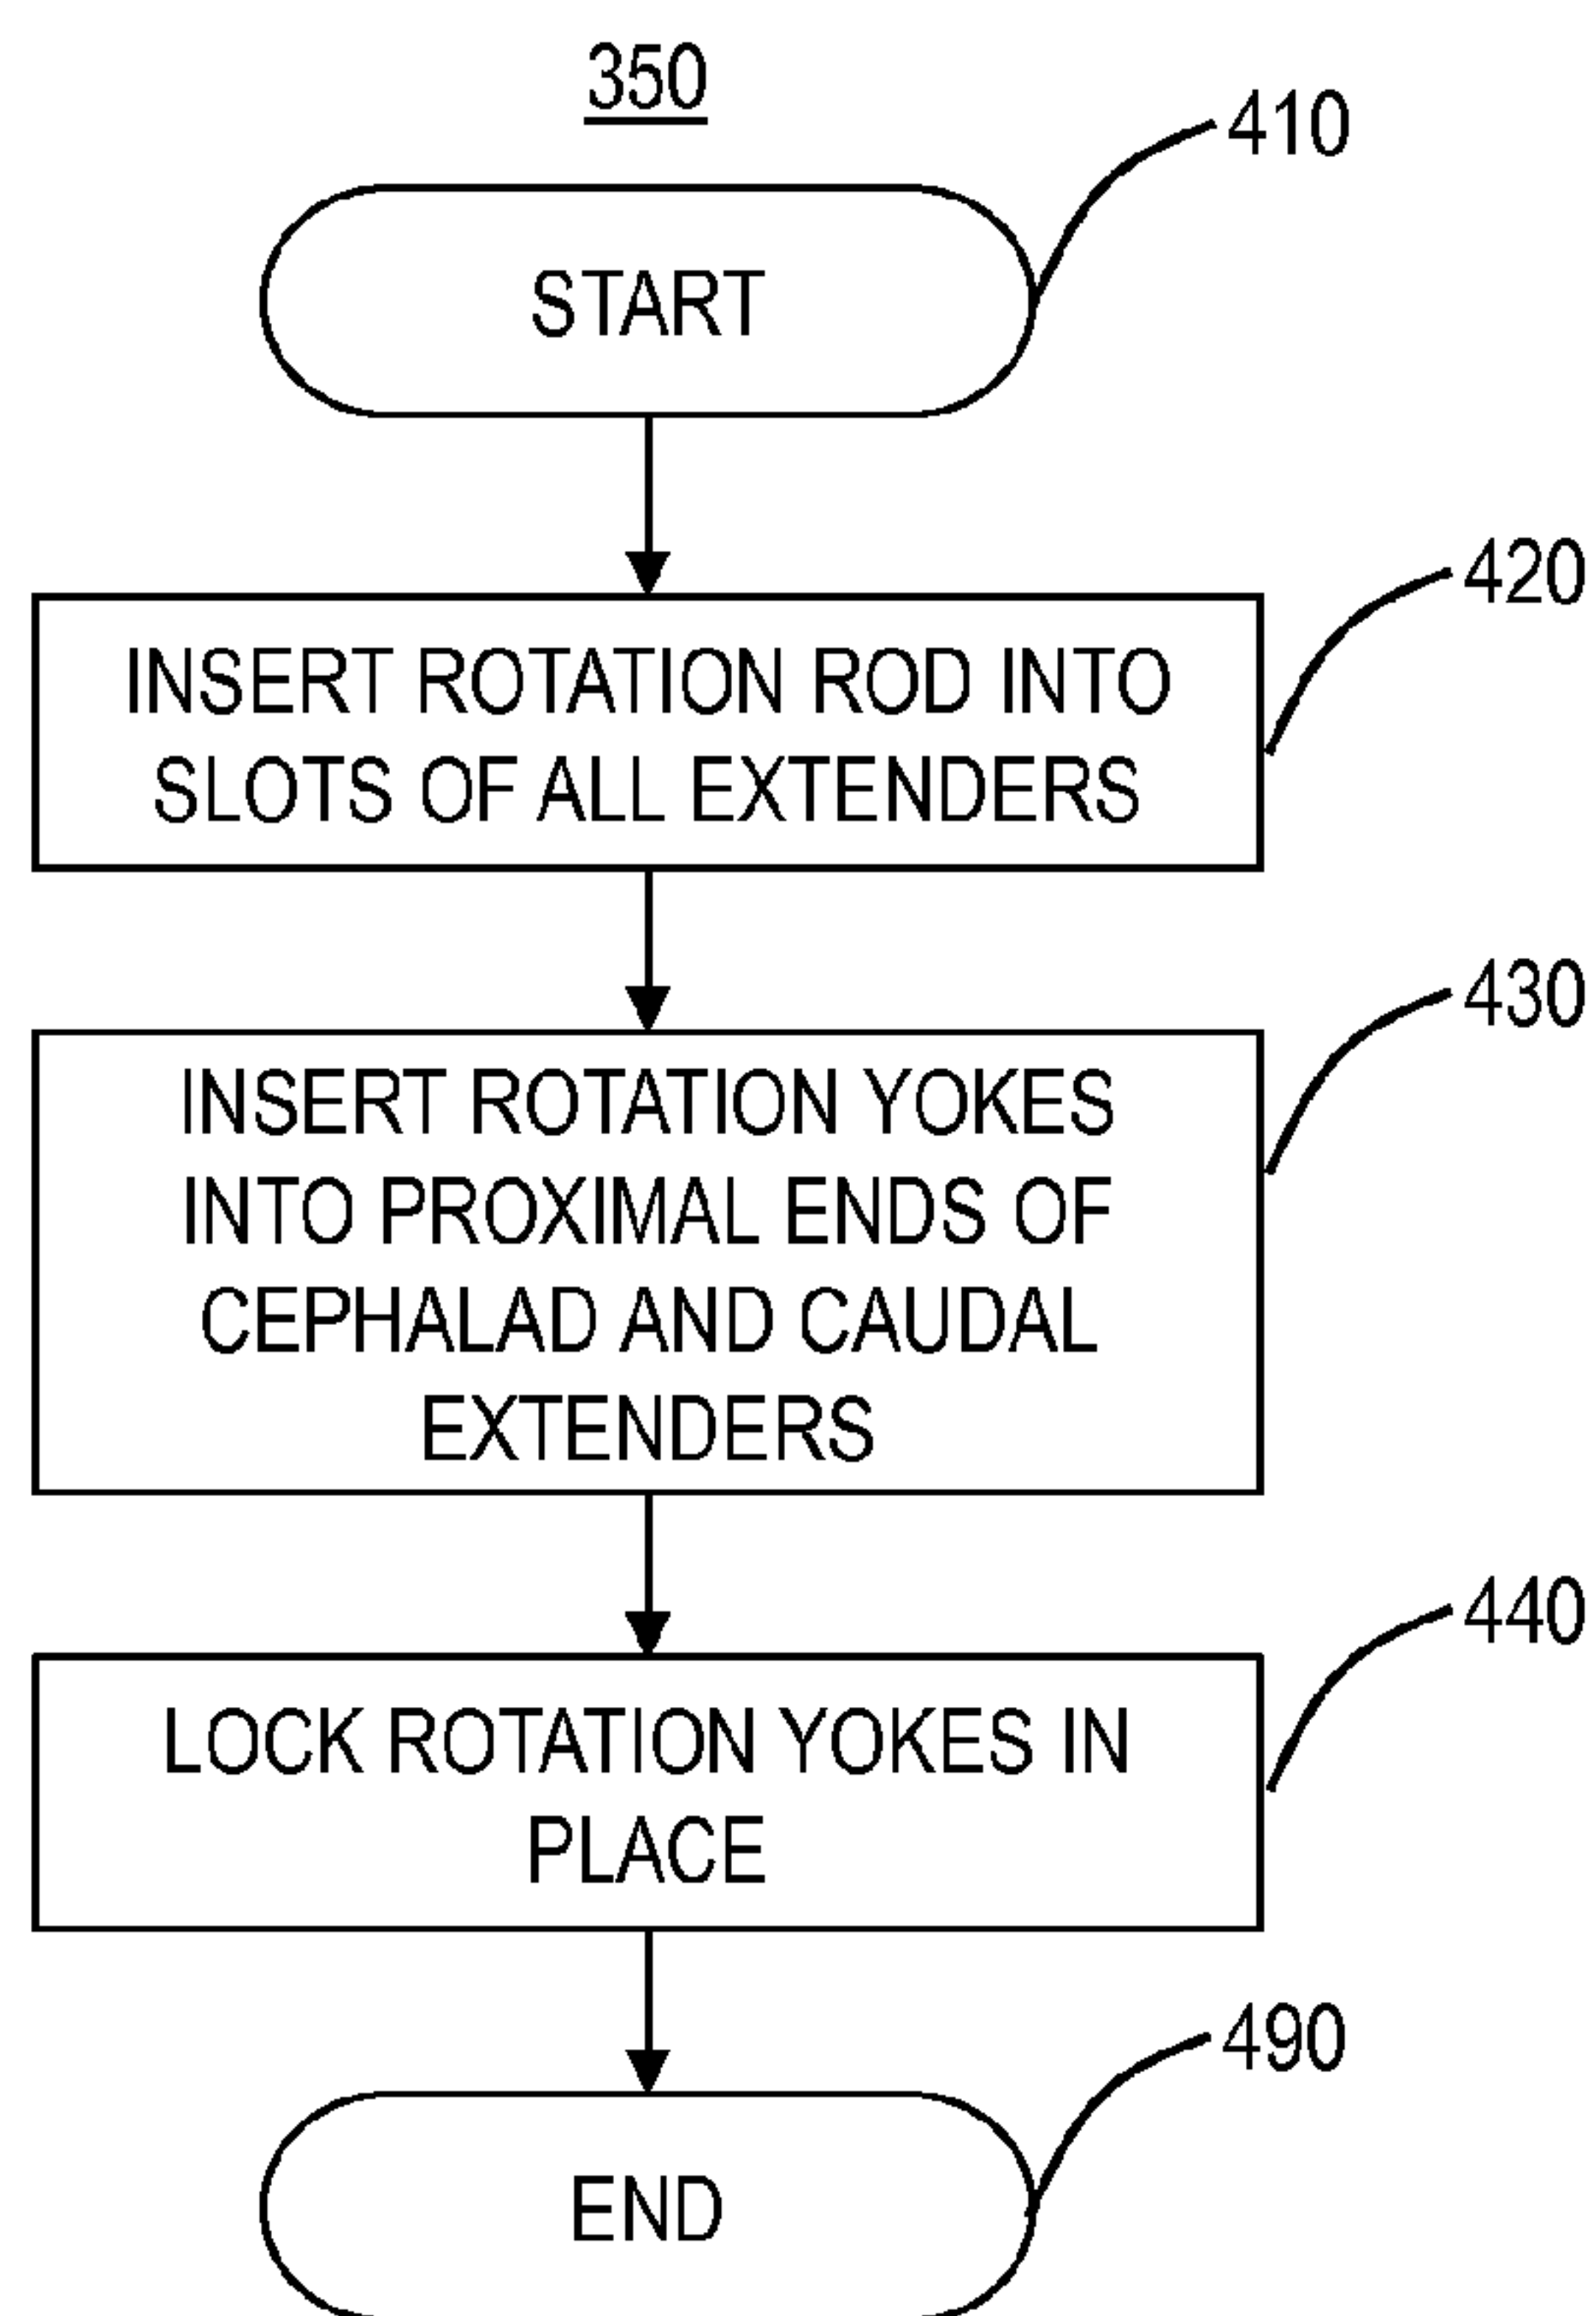 350
410
START
420
INSERT ROTATION ROD INTO
SLOTS OF ALL EXTENDERS
430
INSERT ROTATION YOKES
INTO PROXIMAL ENDS OF
CEPHALAD AND CAUDAL
EXTENDERS
440
LOCK ROTATION YOKES IN
PLACE
490
END